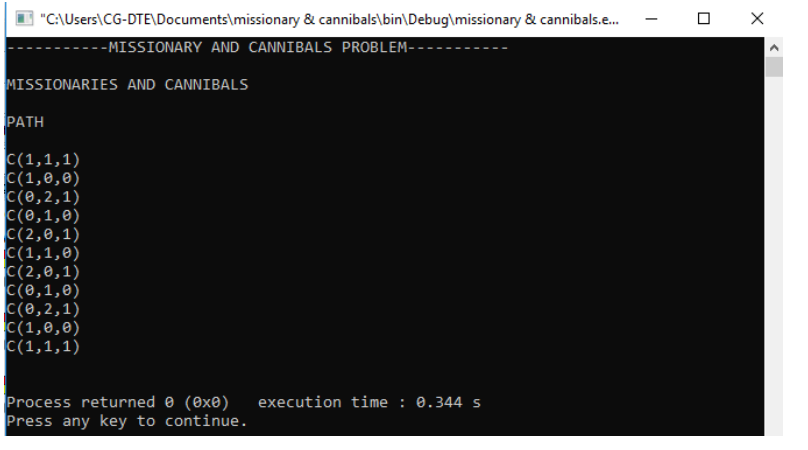 "C:\Users\CG-DTE\Documents\missionary & cannibals\bin\Debug\missionary & cannibals.e...
-----------MISSIONARY AND CANNIBALS PROBLEM-----------
MISSIONARIES AND CANNIBALS
PATH
C(1,1,1)
C(1,0,0)
C(0,2,1)
C(0,1,0)
C(2,0,1)
C(1,1,0)
C(2,0,1)
C(0,1,0)
C(0,2,1)
C(1,0,0)
C(1,1,1)
Process returned 0 (0x0)   execution time : 0.344 s
Press any key to continue.